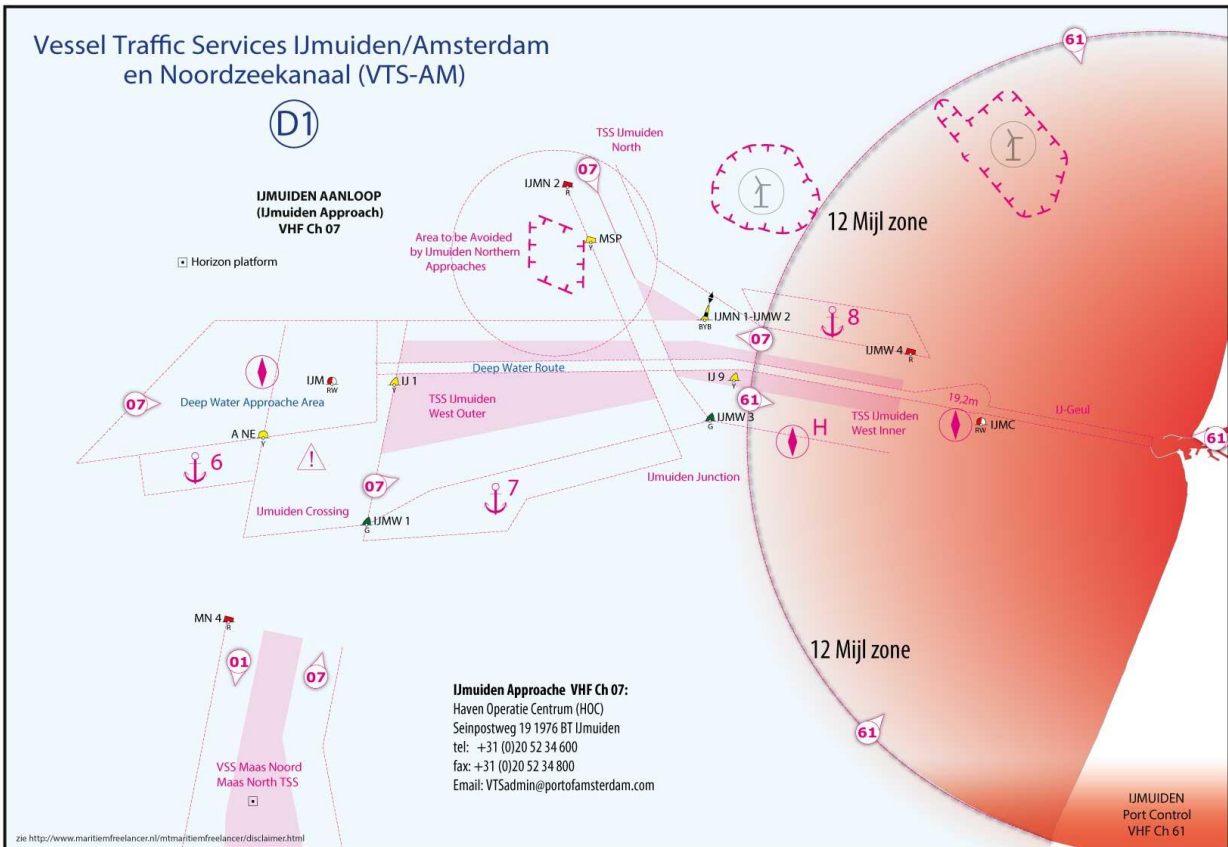 Vessel Traffic Services IJmuiden/Amsterdam
en Noordzeekanaal (VTS-AM)
D1
61
TSS IJmuiden
North
07
IJMN 2
R
IJMUIDEN AANLOOP
(IJmuiden Approach)
VHF Ch 07
12 Mijl zone
Area to be Avoided
by IJmuiden Northern
Approaches
MSP
Y
Horizon platform
IJMN 1-IJMW 2
BYB
8
07
IJMW 4
R
Deep Water Route
IJM
RW
IJ 1
Y
IJ 9
Y
07
Deep Water Approache Area
TSS IJmuiden
West Outer
61
19,2m
IJ-Geul
A NE
Y
IJMW 3
G
H
TSS IJmuiden
West Inner
RW
IJMC
61
6
!
07
7
IJmuiden Junction
IJmuiden Crossing
IJMW 1
G
MN 4
R
01
07
12 Mijl zone
61
IJmuiden Approache VHF Ch 07:
Haven Operatie Centrum (HOC)
Seinpostweg 19 1976 BT IJmuiden
tel: +31 (0)20 52 34 600
fax: +31 (0)20 52 34 800
Email: VTSadmin@portofamsterdam.com
VSS Maas Noord
Maas North TSS
IJMUIDEN
Port Control
VHF Ch 61
zie http://www.maritiemfreelancer.nl/mtmaritiemfreelancer/disclaimer.html